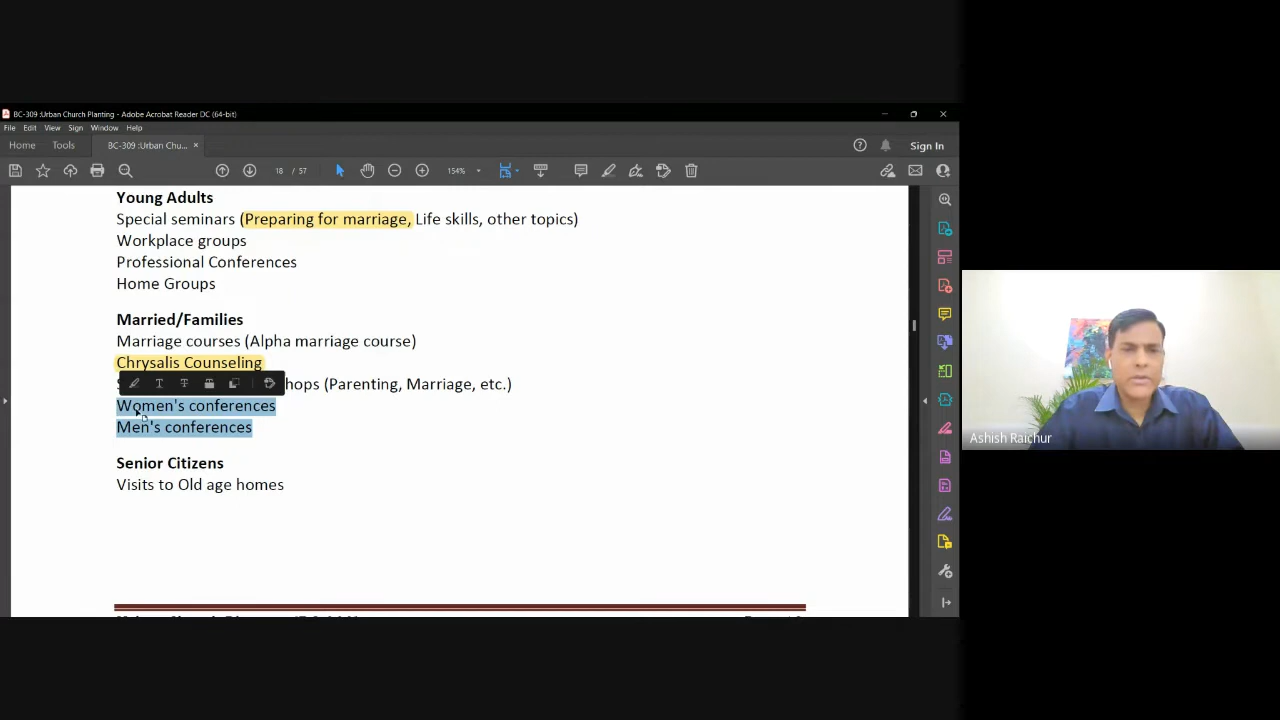 BC-309 :Urban Church Planting - Adobe Acrobat Reader DC (64-bit)
File Edit View Sign Window Help
Home Tools BC-309 :Urban Chu... × Sign In
18 / 57 154%
Young Adults
Special seminars (Preparing for marriage, Life skills, other topics)
Workplace groups
Professional Conferences
Home Groups
Married/Families
Marriage courses (Alpha marriage course)
Chrysalis Counseling
hops (Parenting, Marriage, etc.)
Women's conferences
Men's conferences
Senior Citizens
Visits to Old age homes
Ashish Raichur